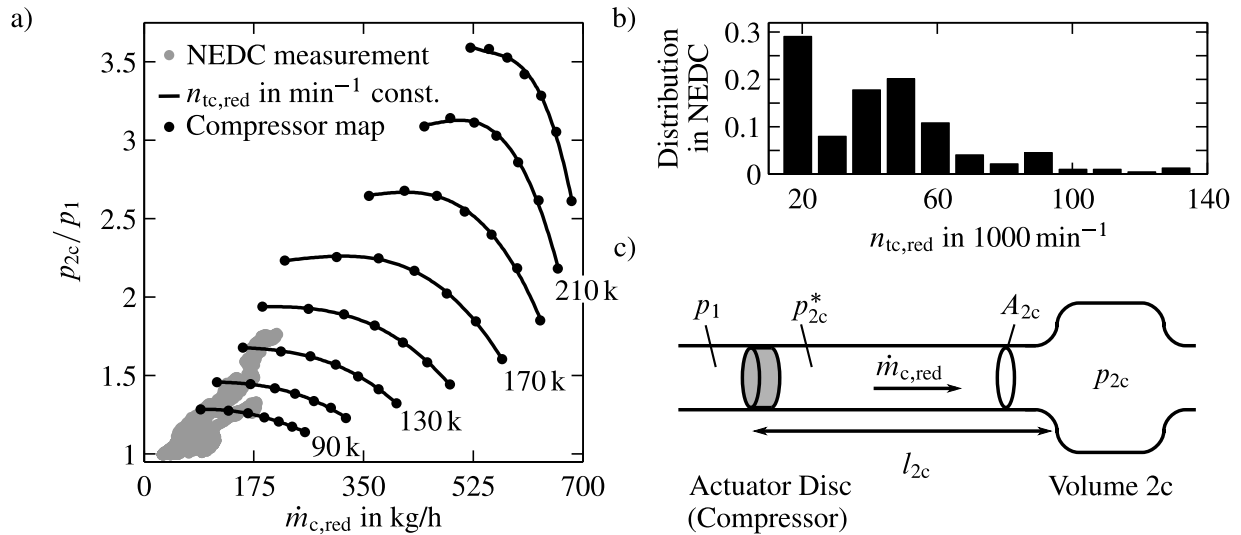 a)
NEDC measurement
n_tc,red in min⁻¹ const.
Compressor map
p_2c / p_1
3.5
3
2.5
2
1.5
1
210 k
170 k
130 k
90 k
0 175 350 525 700
ṁ_c,red in kg/h
b)
Distribution
in NEDC
0.3
0.2
0.1
0
20 60 100 140
n_tc,red in 1000 min⁻¹
c)
p_1 p*_2c A_2c
ṁ_c,red p_2c
l_2c
Actuator Disc
(Compressor)
Volume 2c